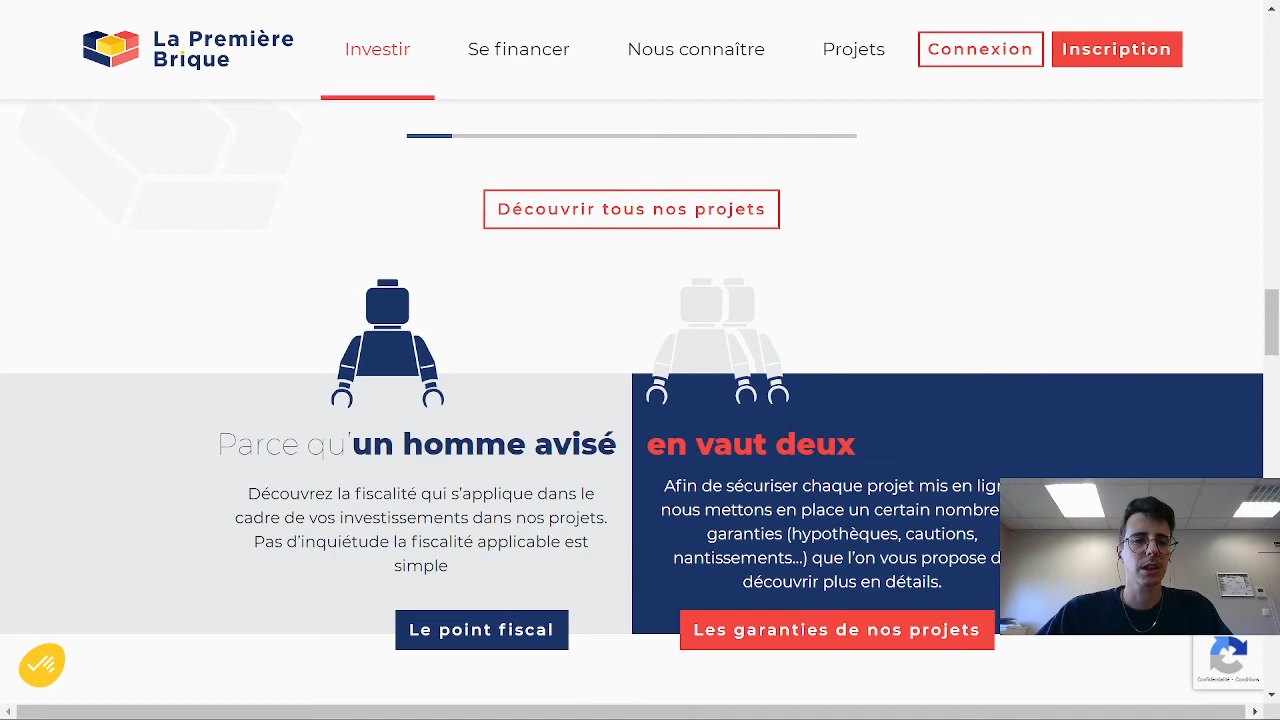 La Première
Brique
Investir
Se financer
Nous connaître
Projets
Connexion
Inscription
Découvrir tous nos projets
Parce qu'un homme avisé
en vaut deux
Découvrez la fiscalité qui s’applique dans le
cadre de vos investissements dans nos projets.
Pas d’inquiétude la fiscalité applicable est
simple
Afin de sécuriser chaque projet mis en
nous mettons en place un certain nombre
garanties (hypothèques, cautions,
nantissements...) que l’on vous propose
découvrir plus en détails.
Le point fiscal
Les garanties de nos projets
Confidentialité - Conditions